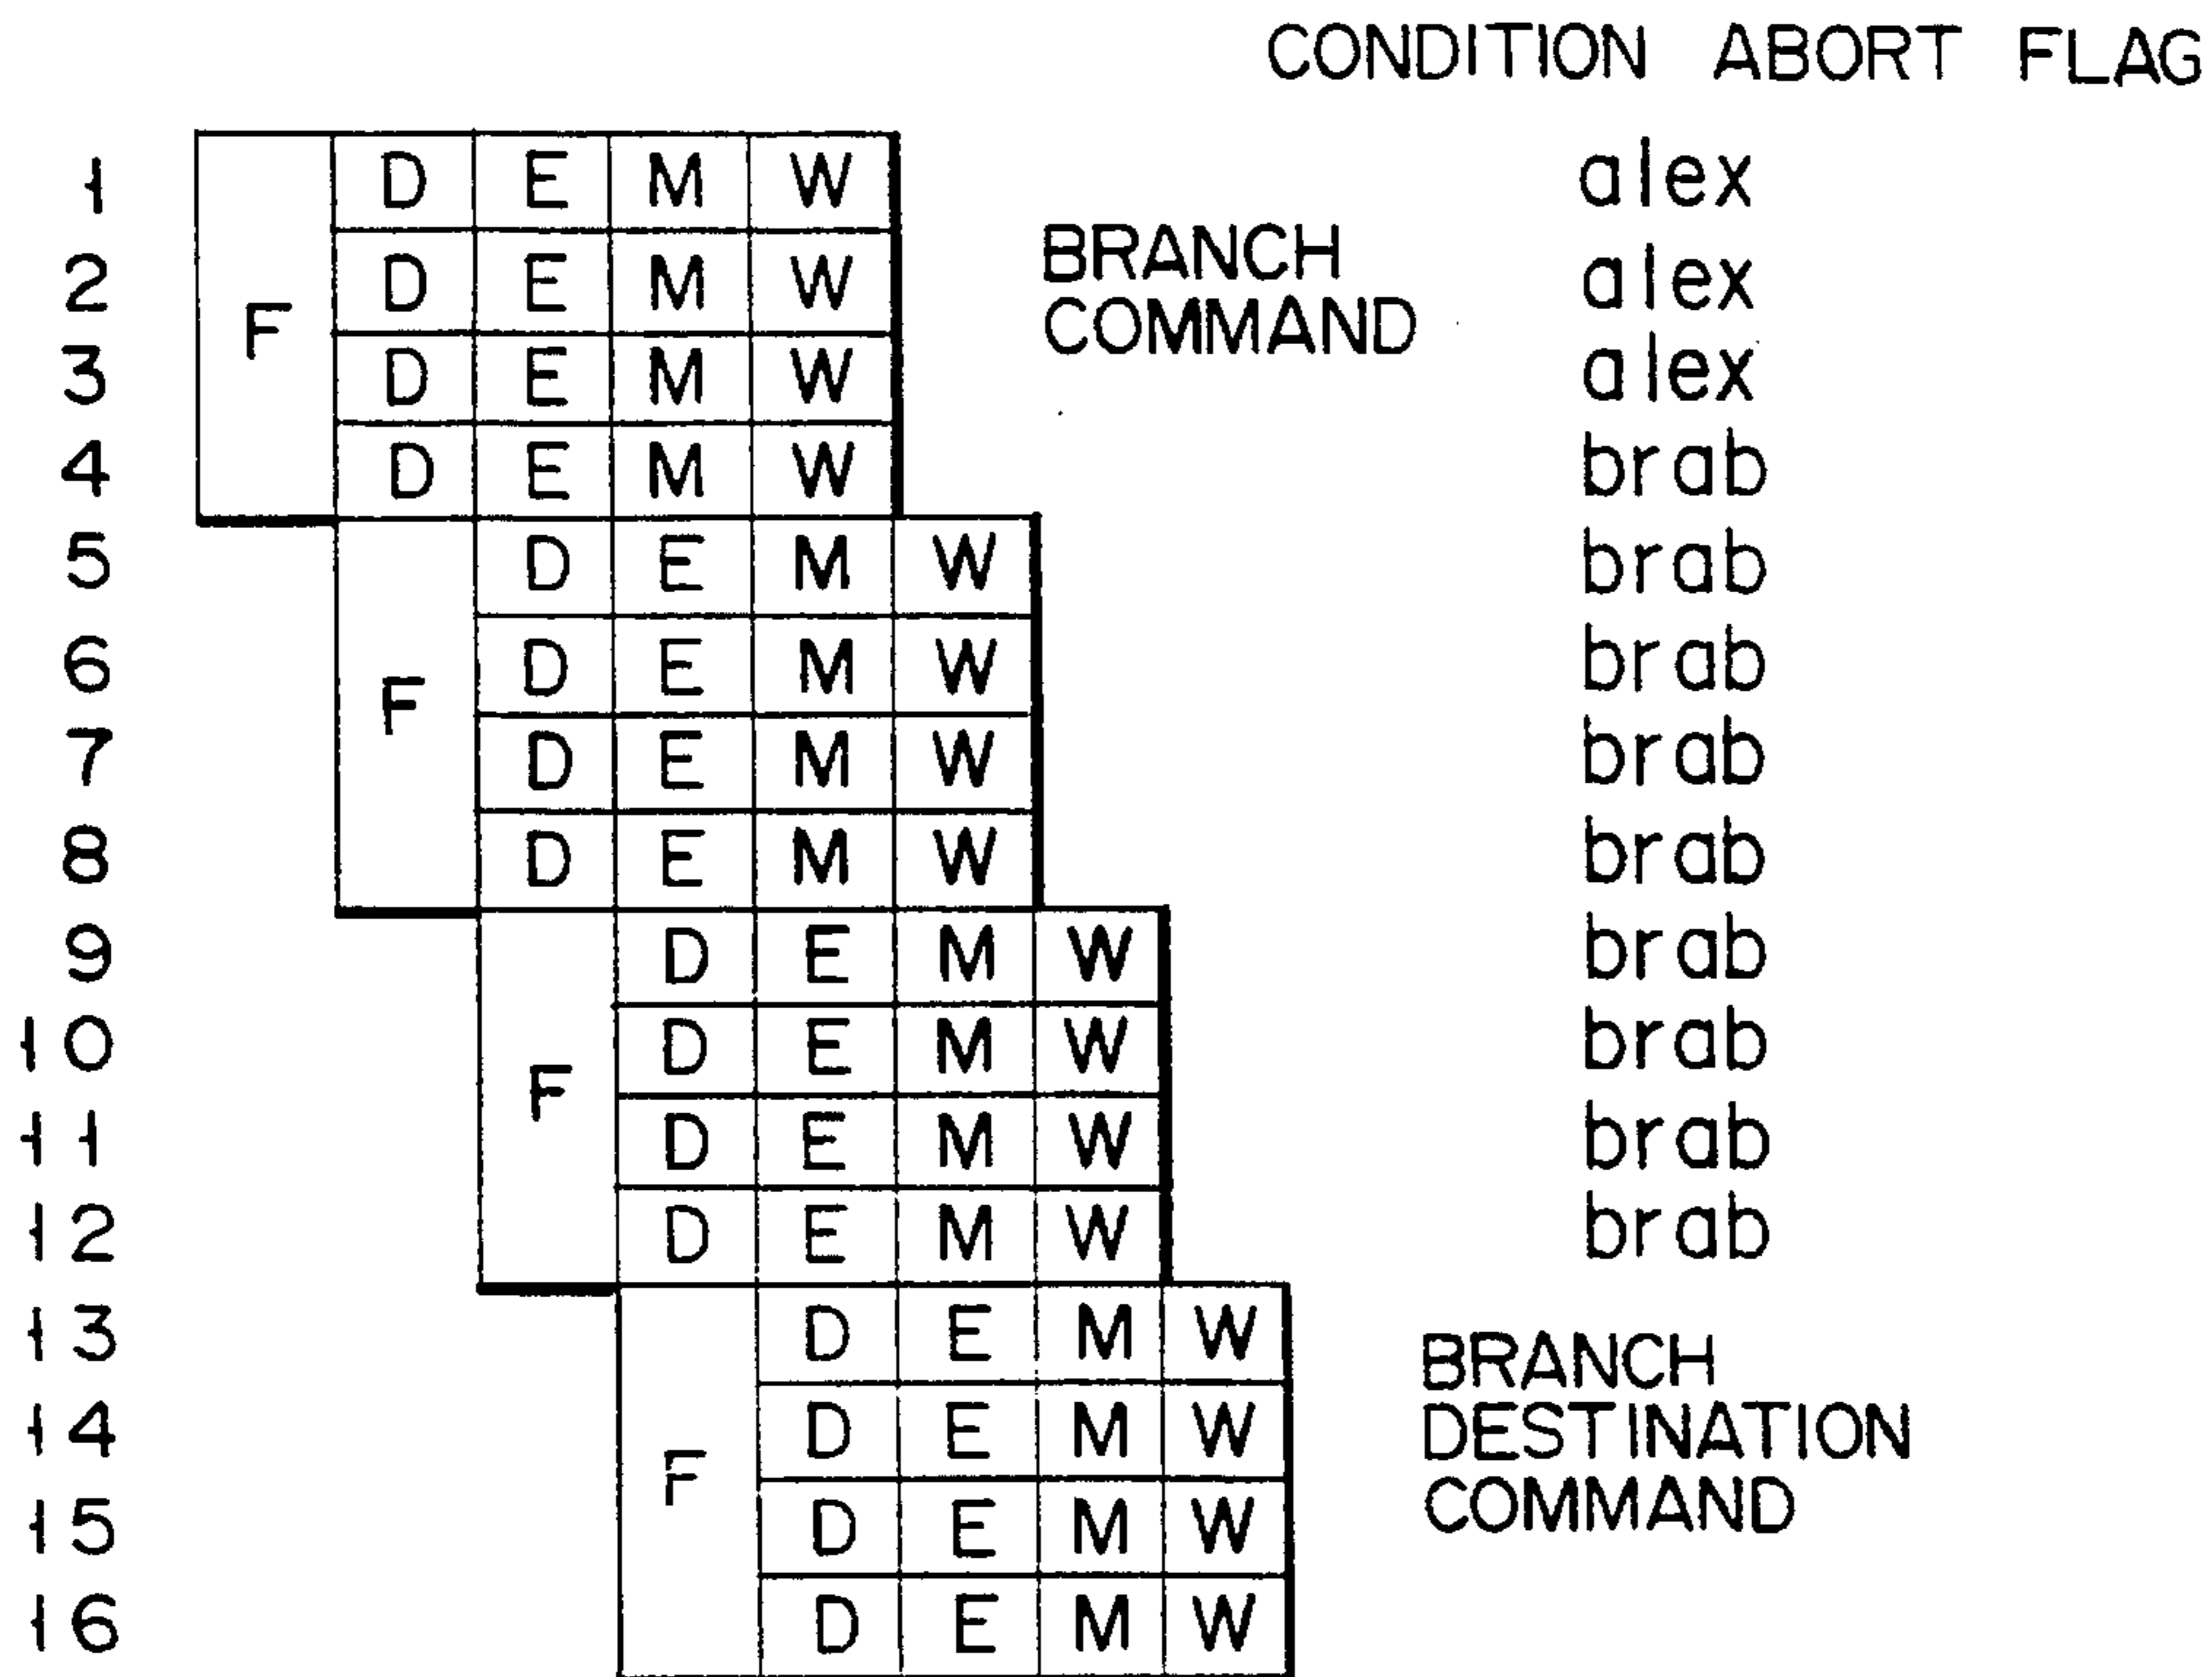 CONDITION ABORT FLAG
1 D E M W alex
2 D E M W BRANCH alex
F
3 D E M W COMMAND alex
4 D E M W brab
5 D E M W brab
6 D E M W brab
F
7 D E M W brab
8 D E M W brab
9 D E M W brab
10 D E M W brab
F
11 D E M W brab
12 D E M W brab
13 D E M W BRANCH
14 D E M W DESTINATION
F
15 D E M W COMMAND
16 D E M W